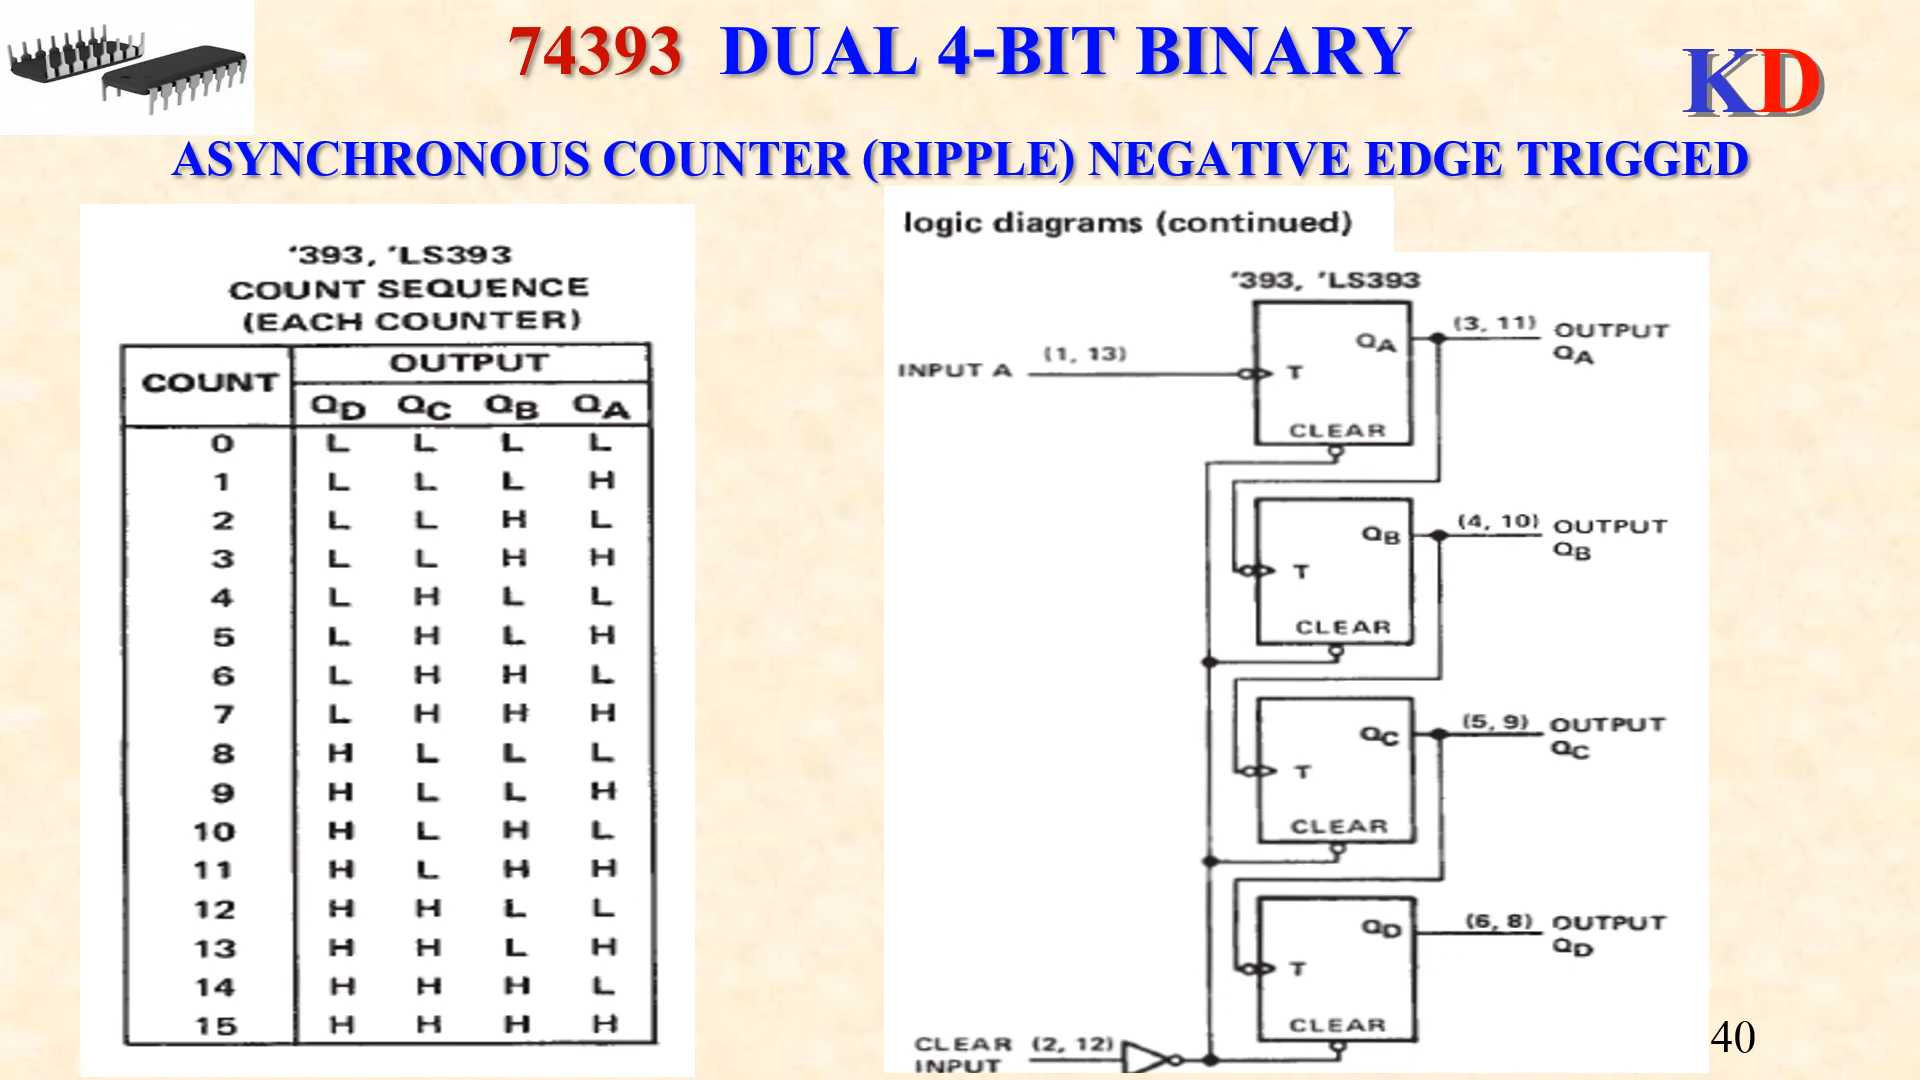 74393 DUAL 4-BIT BINARY
KD
ASYNCHRONOUS COUNTER (RIPPLE) NEGATIVE EDGE TRIGGED
'393, 'LS393
COUNT SEQUENCE
(EACH COUNTER)
COUNT OUTPUT
QD QC QB QA
0 L L L L
1 L L L H
2 L L H L
3 L L H H
4 L H L L
5 L H L H
6 L H H L
7 L H H H
8 H L L L
9 H L L H
10 H L H L
11 H L H H
12 H H L L
13 H H L H
14 H H H L
15 H H H H
logic diagrams (continued)
'393, 'LS393
INPUT A (1, 13) T QA CLEAR (3, 11) OUTPUT
QA
T QB CLEAR (4, 10) OUTPUT
QB
T QC CLEAR (5, 9) OUTPUT
QC
T QD CLEAR (6, 8) OUTPUT
QD
CLEAR (2, 12)
INPUT
40